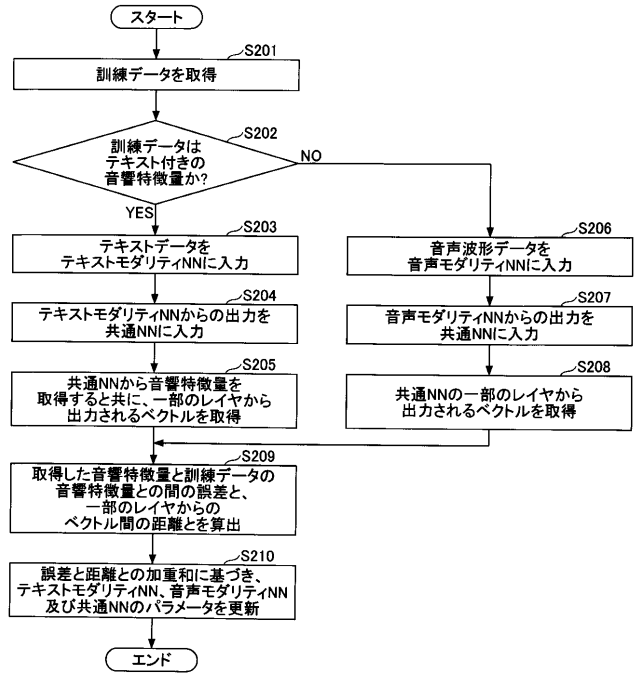 スタート
S201
訓練データを取得
S202
訓練データは
テキスト付きの
音響特徴量か?
NO
YES
S203
テキストデータを
テキストモダリティNNに入力
S204
テキストモダリティNNからの出力を
共通NNに入力
S205
共通NNから音響特徴量を
取得すると共に、一部のレイヤから
出力されるベクトルを取得
S206
音声波形データを
音声モダリティNNに入力
S207
音声モダリティNNからの出力を
共通NNに入力
S208
共通NNの一部のレイヤから
出力されるベクトルを取得
S209
取得した音響特徴量と訓練データの
音響特徴量との間の誤差と、
一部のレイヤからの
ベクトル間の距離とを算出
S210
誤差と距離との加重和に基づき、
テキストモダリティNN、音声モダリティNN
及び共通NNのパラメータを更新
エンド